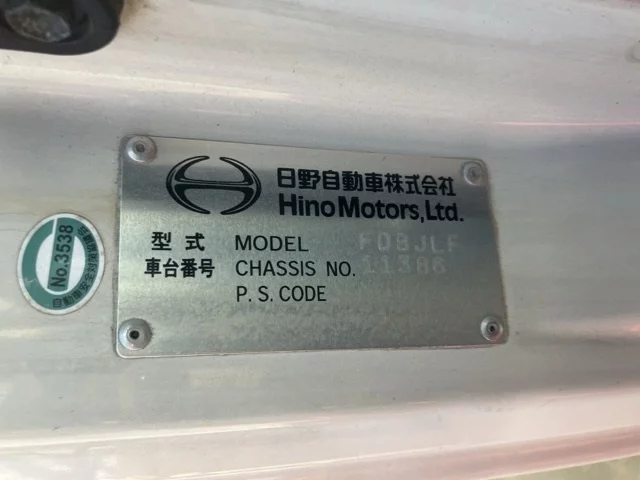 日野自動車株式会社
Hino Motors, Ltd.
型式 MODEL FD8JLF
車台番号 CHASSIS NO. 11386
P. S. CODE
No.3538